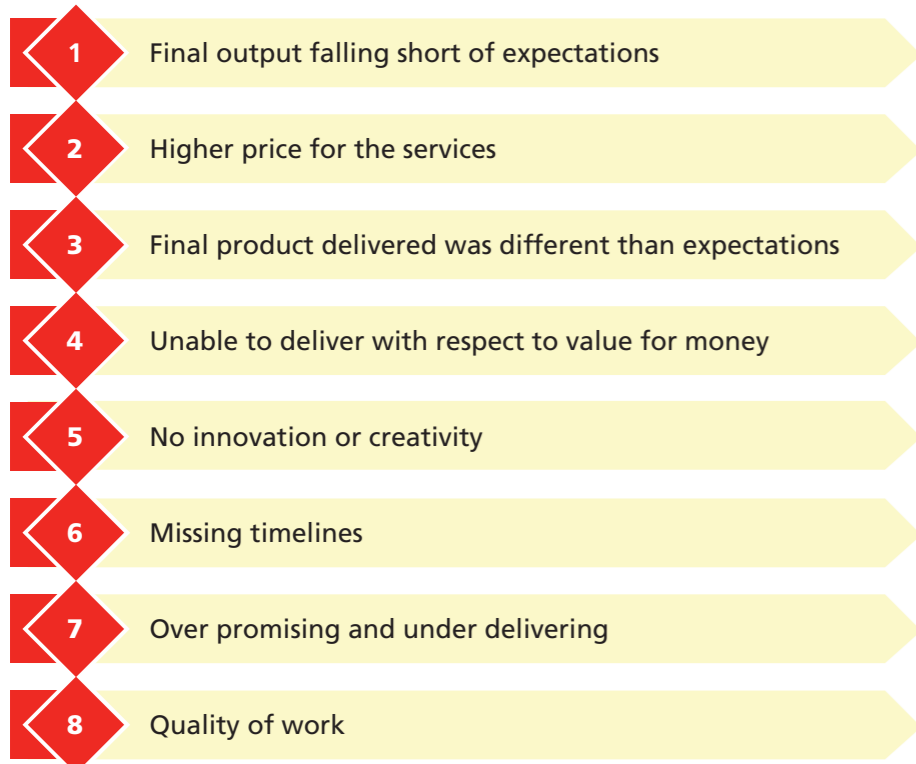 1 Final output falling short of expectations
2 Higher price for the services
3 Final product delivered was different than expectations
4 Unable to deliver with respect to value for money
5 No innovation or creativity
6 Missing timelines
7 Over promising and under delivering
8 Quality of work